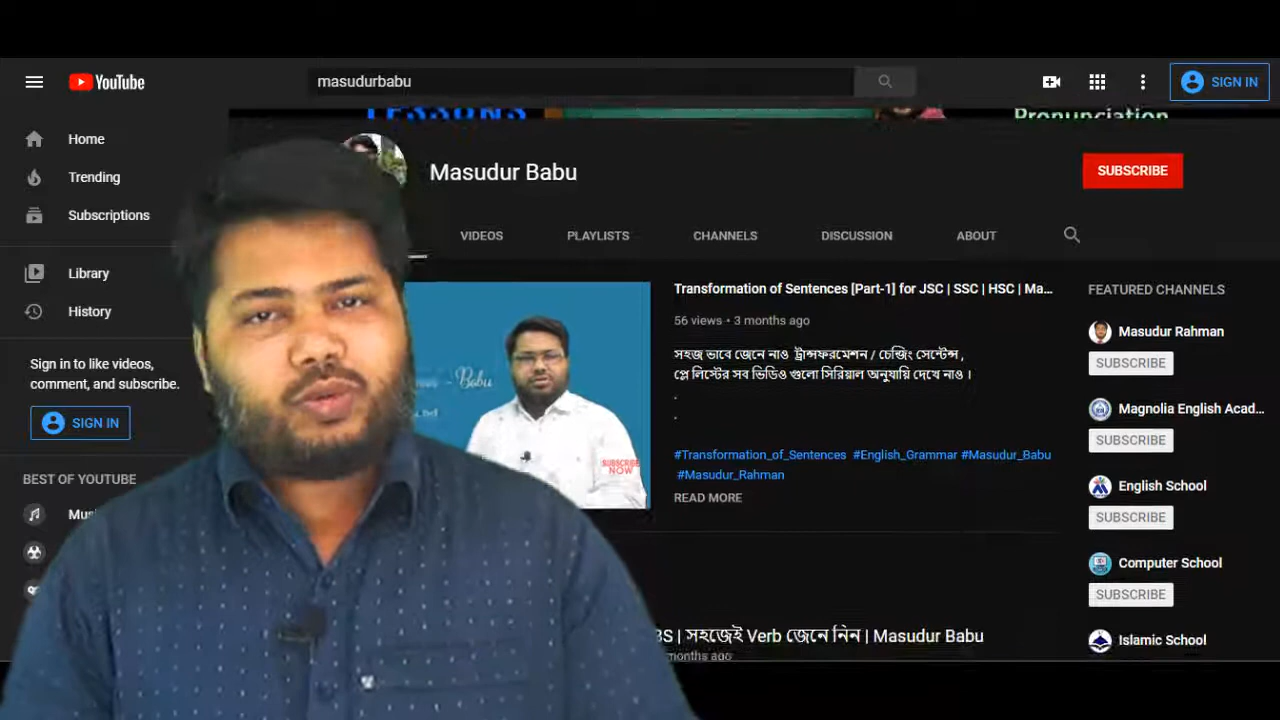 YouTube
masudurbabu
SIGN IN
LESSONS
Pronunciation
Home
Trending
Subscriptions
Library
History
Sign in to like videos,
comment, and subscribe.
SIGN IN
BEST OF YOUTUBE
Masudur Babu
SUBSCRIBE
VIDEOS PLAYLISTS CHANNELS DISCUSSION ABOUT
Babu
SUBSCRIBE
NOW
Transformation of Sentences [Part-1] for JSC | SSC | HSC | Ma...
56 views • 3 months ago
সহজ ভাবে জেনে নাও ট্রান্সফরমেশন / চেন্জিং সেন্টেন্স ,
প্লে লিস্টের সব ভিডিও গুলো সিরিয়াল অনুযায়ি দেখে নাও ।
.
.
#Transformation_of_Sentences #English_Grammar #Masudur_Babu
#Masudur_Rahman
READ MORE
FEATURED CHANNELS
Masudur Rahman
SUBSCRIBE
Magnolia English Acad...
SUBSCRIBE
English School
SUBSCRIBE
Computer School
SUBSCRIBE
Islamic School
| সহজেই Verb জেনে নিন | Masudur Babu
months ago